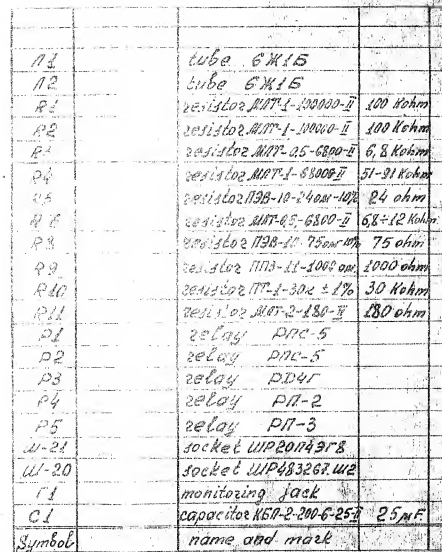 Л1 tube 6Ж1Б
Л2 tube 6Ж1Б
R1 resistor МЛТ-1-100000-II 100 Kohm
R2 resistor МЛТ-1-100000-II 100 Kohm
R3 resistor МЛТ-0,5-6800-II 6,8 Kohm
R4 resistor МЛТ-1-68000-II 51-91 Kohm
R5 resistor ПЭВ-10-24ом-10% 24 ohm
R6 resistor МЛТ-0,5-6800-II 6,8÷12 Kohm
R8 resistor ПЭВ-10-75ом-10% 75 ohm
R9 resistor ПП3-11-1000 ом 1000 ohm
R10 resistor ПТ-1-30к ± 1% 30 Kohm
R11 resistor МЛТ-2-180-II 180 ohm
P1 relay РПС-5
P2 relay РПС-5
P3 relay РД4Г
P4 relay РП-2
P5 relay РП-3
Ш-21 socket ШР20П4ЭГ8
Ш-20 socket
Г1 monitoring jack
C1 capacitor КБП-2-200-6-25-II 25 μF
Symbol name and mark